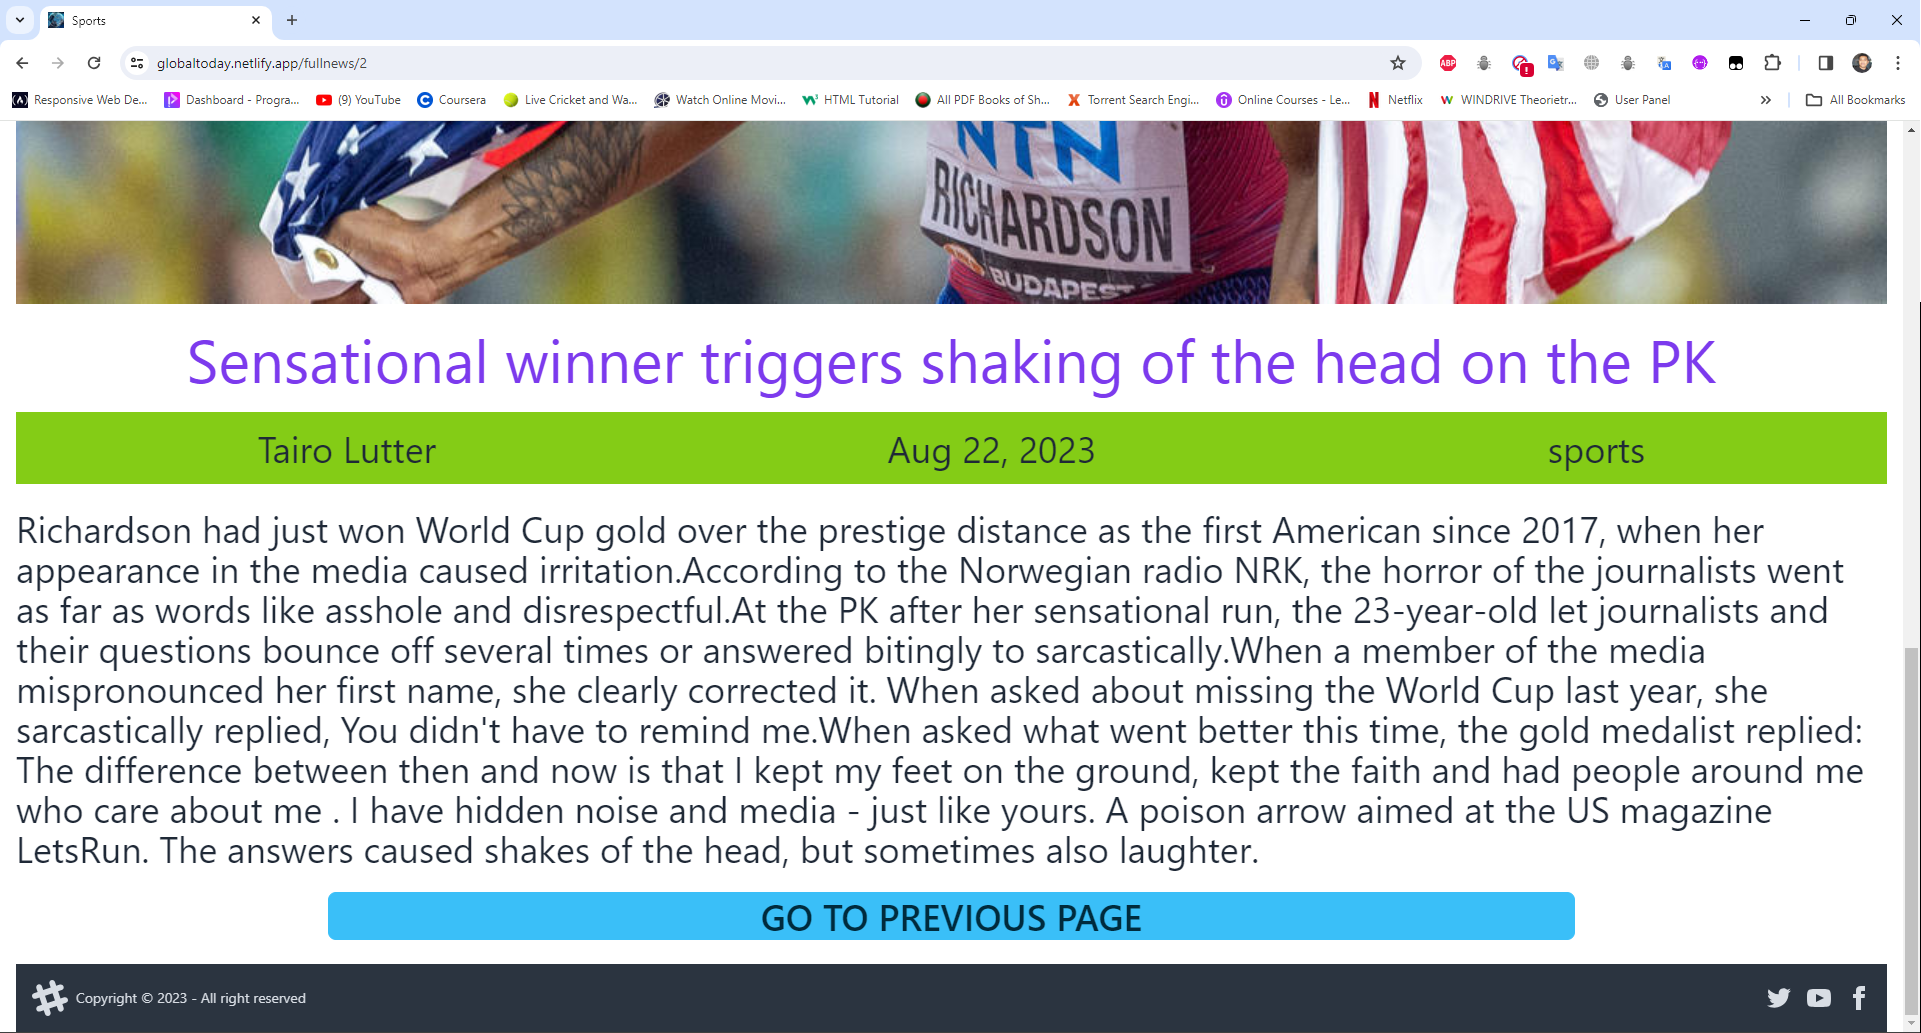 Sports
globaltoday.netlify.app/fullnews/2
ABP
Responsive Web De...
Dashboard - Progra...
(9) YouTube
Coursera
Live Cricket and Wa...
Watch Online Movi...
HTML Tutorial
All PDF Books of Sh...
Torrent Search Engi...
Online Courses - Le...
Netflix
WINDRIVE Theorietr...
User Panel
All Bookmarks
NTN
RICHARDSON
BUDAPEST
Sensational winner triggers shaking of the head on the PK
Tairo Lutter
Aug 22, 2023
sports
Richardson had just won World Cup gold over the prestige distance as the first American since 2017, when her
appearance in the media caused irritation.According to the Norwegian radio NRK, the horror of the journalists went
as far as words like asshole and disrespectful.At the PK after her sensational run, the 23-year-old let journalists and
their questions bounce off several times or answered bitingly to sarcastically.When a member of the media
mispronounced her first name, she clearly corrected it. When asked about missing the World Cup last year, she
sarcastically replied, You didn't have to remind me.When asked what went better this time, the gold medalist replied:
The difference between then and now is that I kept my feet on the ground, kept the faith and had people around me
who care about me . I have hidden noise and media - just like yours. A poison arrow aimed at the US magazine
LetsRun. The answers caused shakes of the head, but sometimes also laughter.
GO TO PREVIOUS PAGE
Copyright © 2023 - All right reserved